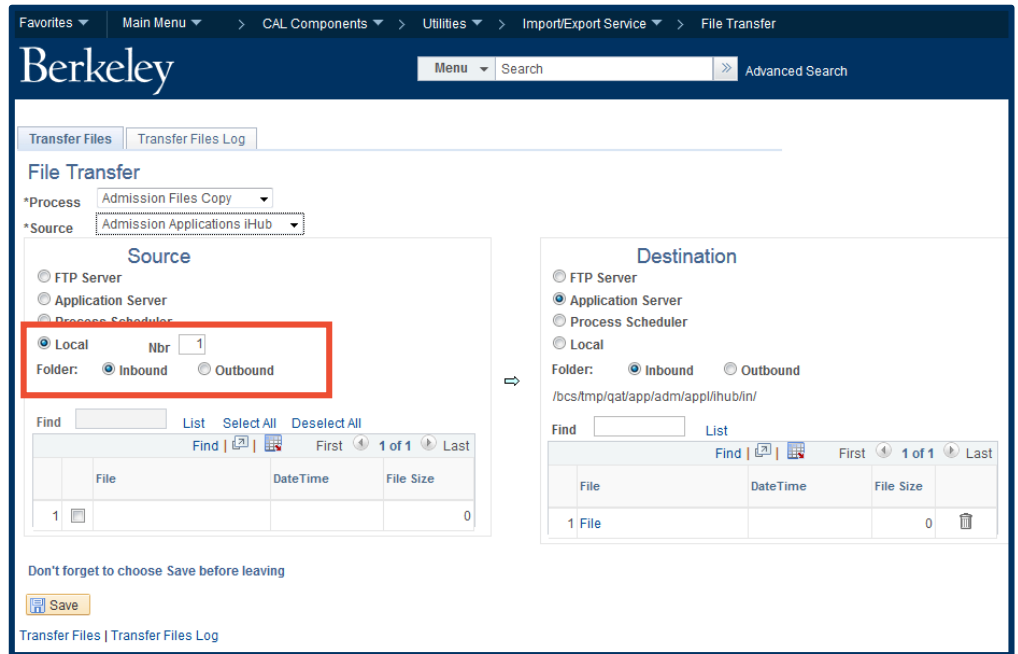 Favorites Main Menu > CAL Components > Utilities > Import/Export Service > File Transfer
Berkeley
Menu Search » Advanced Search
Transfer Files Transfer Files Log
File Transfer
*Process Admission Files Copy
*Source Admission Applications iHub
Source
FTP Server
Application Server
Process Scheduler
Local Nbr 1
Folder: Inbound Outbound
Find List Select All Deselect All
Find | | First 1 of 1 Last
File DateTime File Size
1 0
Destination
FTP Server
Application Server
Process Scheduler
Local
Folder: Inbound Outbound
/bcs/tmp/qat/app/adm/appl/ihub/in/
Find List
Find | | First 1 of 1 Last
File DateTime File Size
1 File 0
Don't forget to choose Save before leaving
Save
Transfer Files | Transfer Files Log